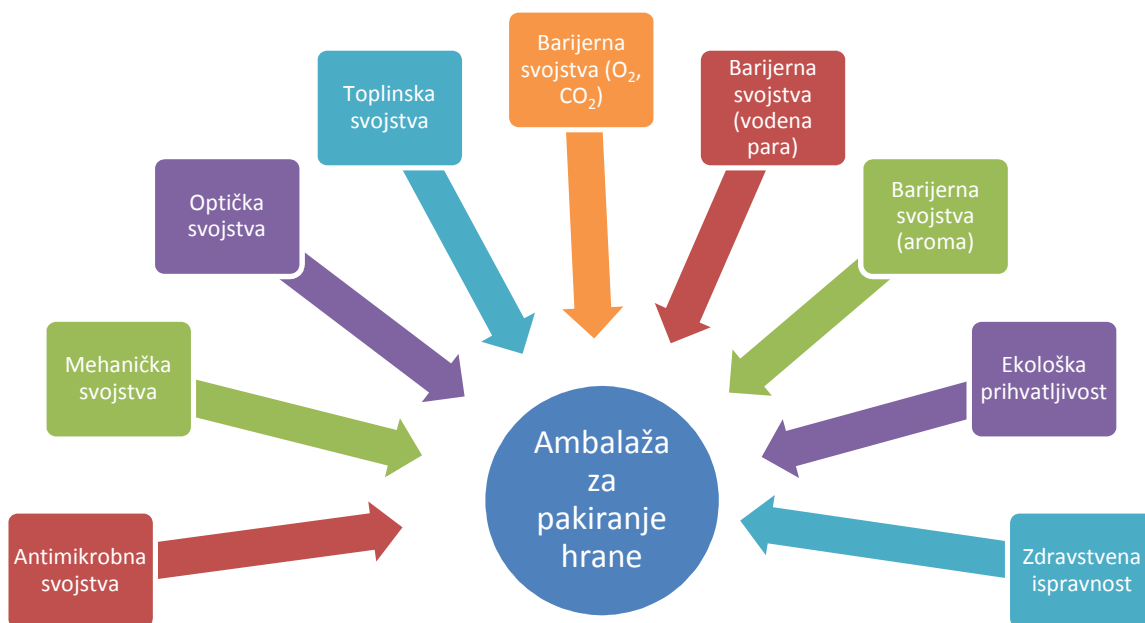 Barijerna
svojstva (O₂,
CO₂)
Barijerna
svojstva
(vodena
para)
Toplinska
svojstva
Optička
svojstva
Barijerna
svojstva
(aroma)
Mehanička
svojstva
Ekološka
prihvatljivost
Ambalaža
za
pakiranje
hrane
Antimikrobna
svojstva
Zdravstvena
ispravnost